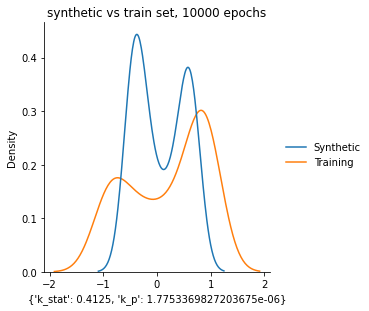 synthetic vs train set, 10000 epochs
0.4
0.3
0.2
0.1
0.0
Density
−2
−1
0
1
2
{'k_stat': 0.4125, 'k_p': 1.7753369827203675e-06}
Synthetic
Training